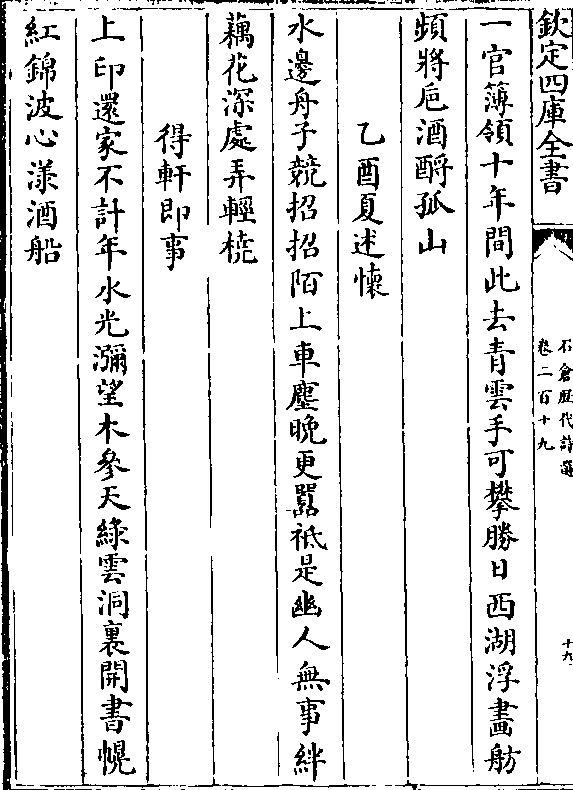 欽定四庫全書
石倉歴代詩選
卷二百十九
十九
一官簿領十年間此去青雲手可攀勝日西湖浮畫舫
頻將巵酒酹孤山
乙酉夏述懷
水邊舟子競招招陌上車塵晚更囂祗是幽人無事絆
藕花深處弄輕橈
得軒即事
上印還家不計年水光瀰望木參天綠雲洞裏開書幌
紅錦波心漾酒船